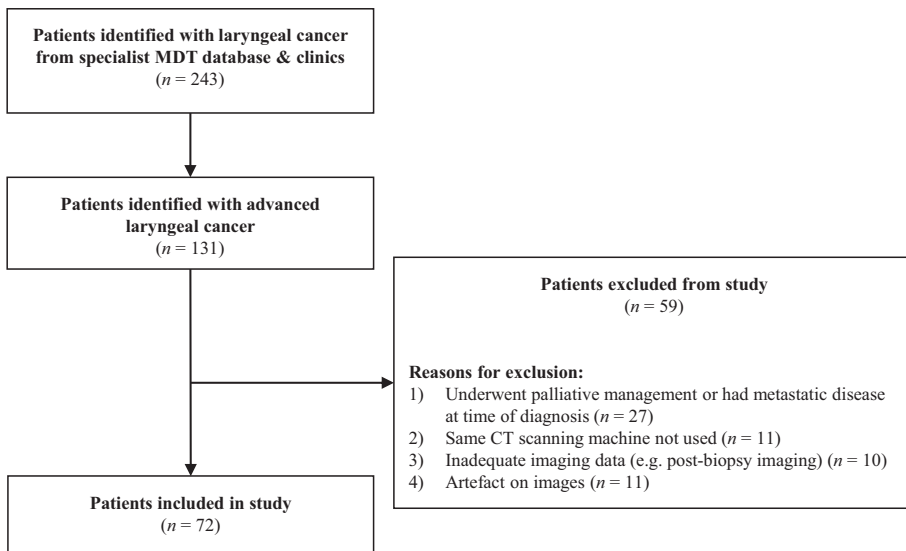 Patients identified with laryngeal cancer
from specialist MDT database & clinics
(n = 243)
Patients identified with advanced
laryngeal cancer
(n = 131)
Patients excluded from study
(n = 59)
Reasons for exclusion:
1) Underwent palliative management or had metastatic disease
at time of diagnosis (n = 27)
2) Same CT scanning machine not used (n = 11)
3) Inadequate imaging data (e.g. post-biopsy imaging) (n = 10)
4) Artefact on images (n = 11)
Patients included in study
(n = 72)